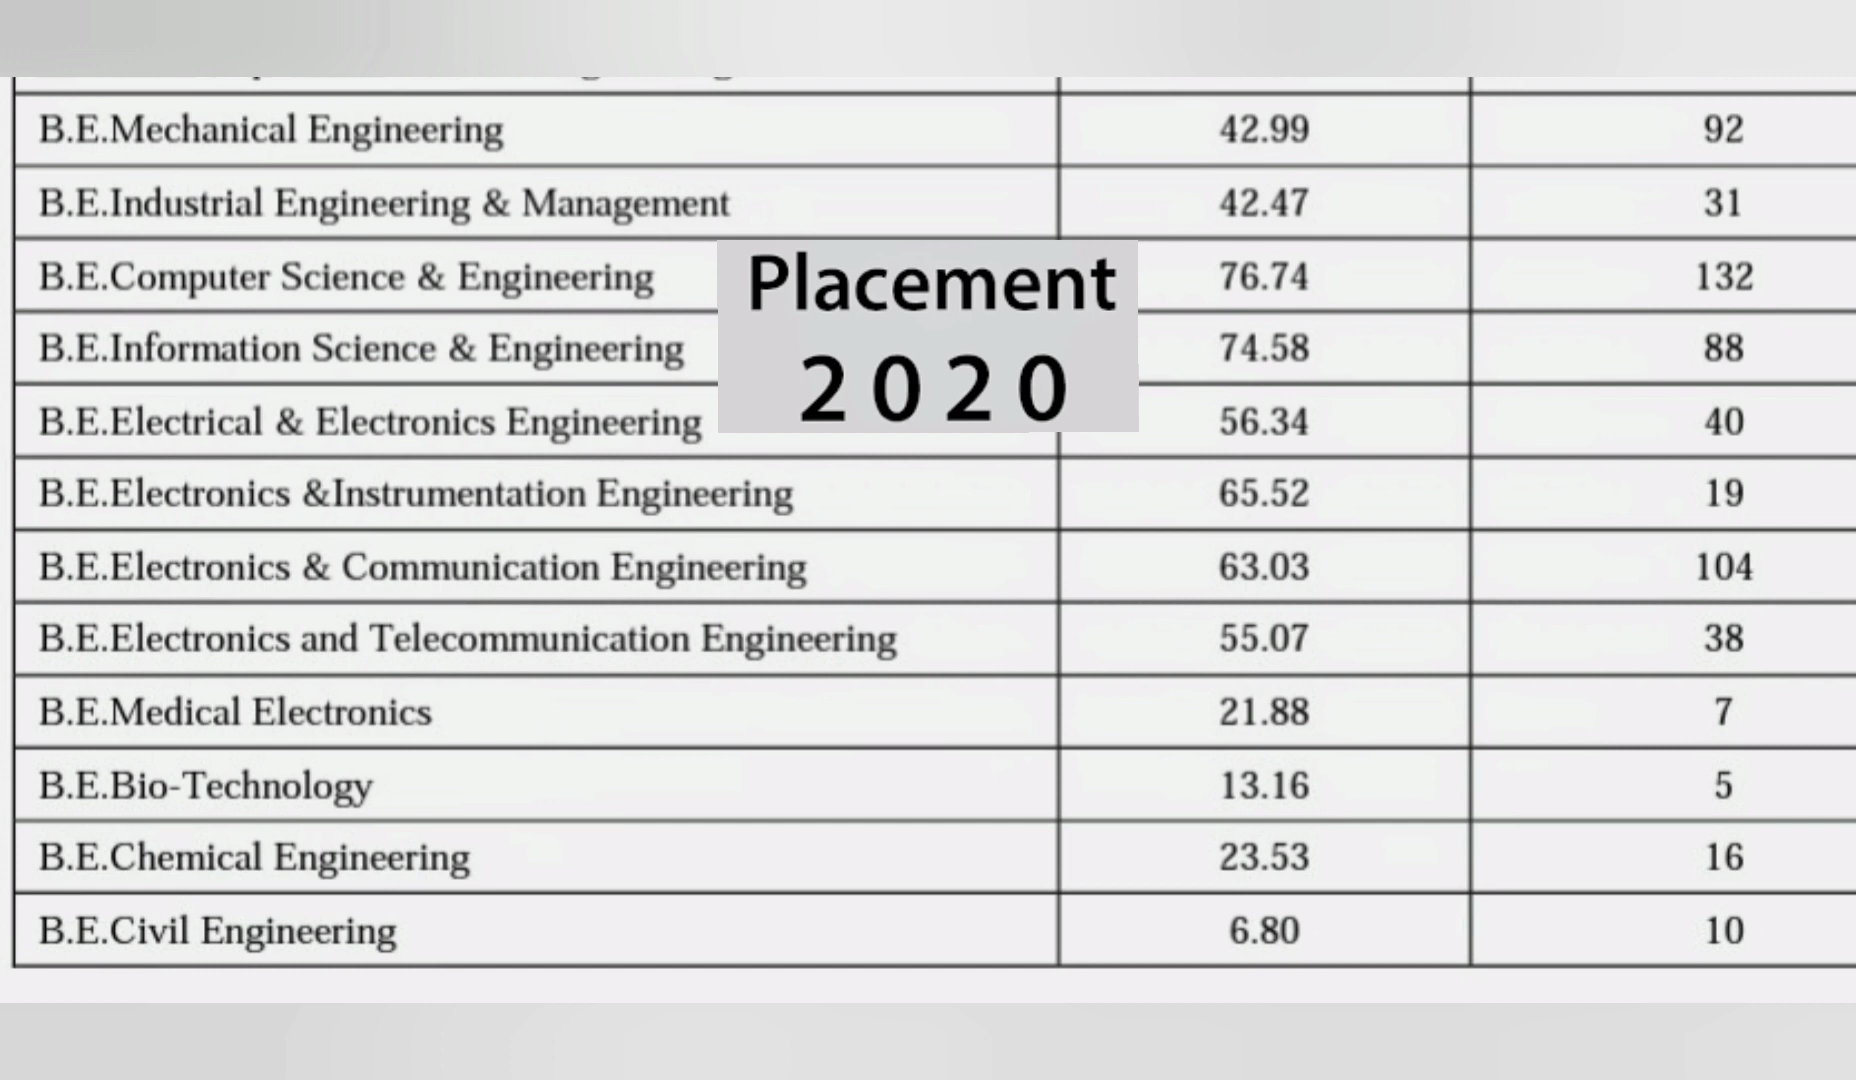 B.E.Mechanical Engineering 42.99 92
B.E.Industrial Engineering & Management 42.47 31
B.E.Computer Science & Engineering 76.74 132
B.E.Information Science & Engineering 74.58 88
B.E.Electrical & Electronics Engineering 56.34 40
B.E.Electronics &Instrumentation Engineering 65.52 19
B.E.Electronics & Communication Engineering 63.03 104
B.E.Electronics and Telecommunication Engineering 55.07 38
B.E.Medical Electronics 21.88 7
B.E.Bio-Technology 13.16 5
B.E.Chemical Engineering 23.53 16
B.E.Civil Engineering 6.80 10
Placement
2020